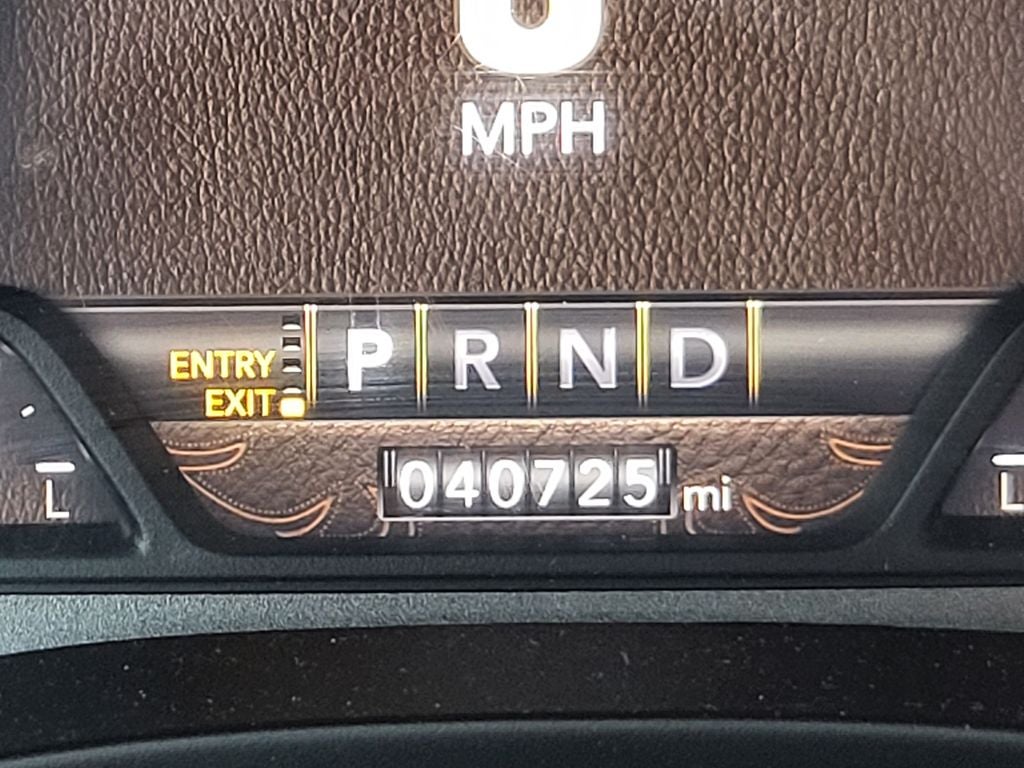 MPH
ENTRY
EXIT
P R N D
040725 mi
L
L